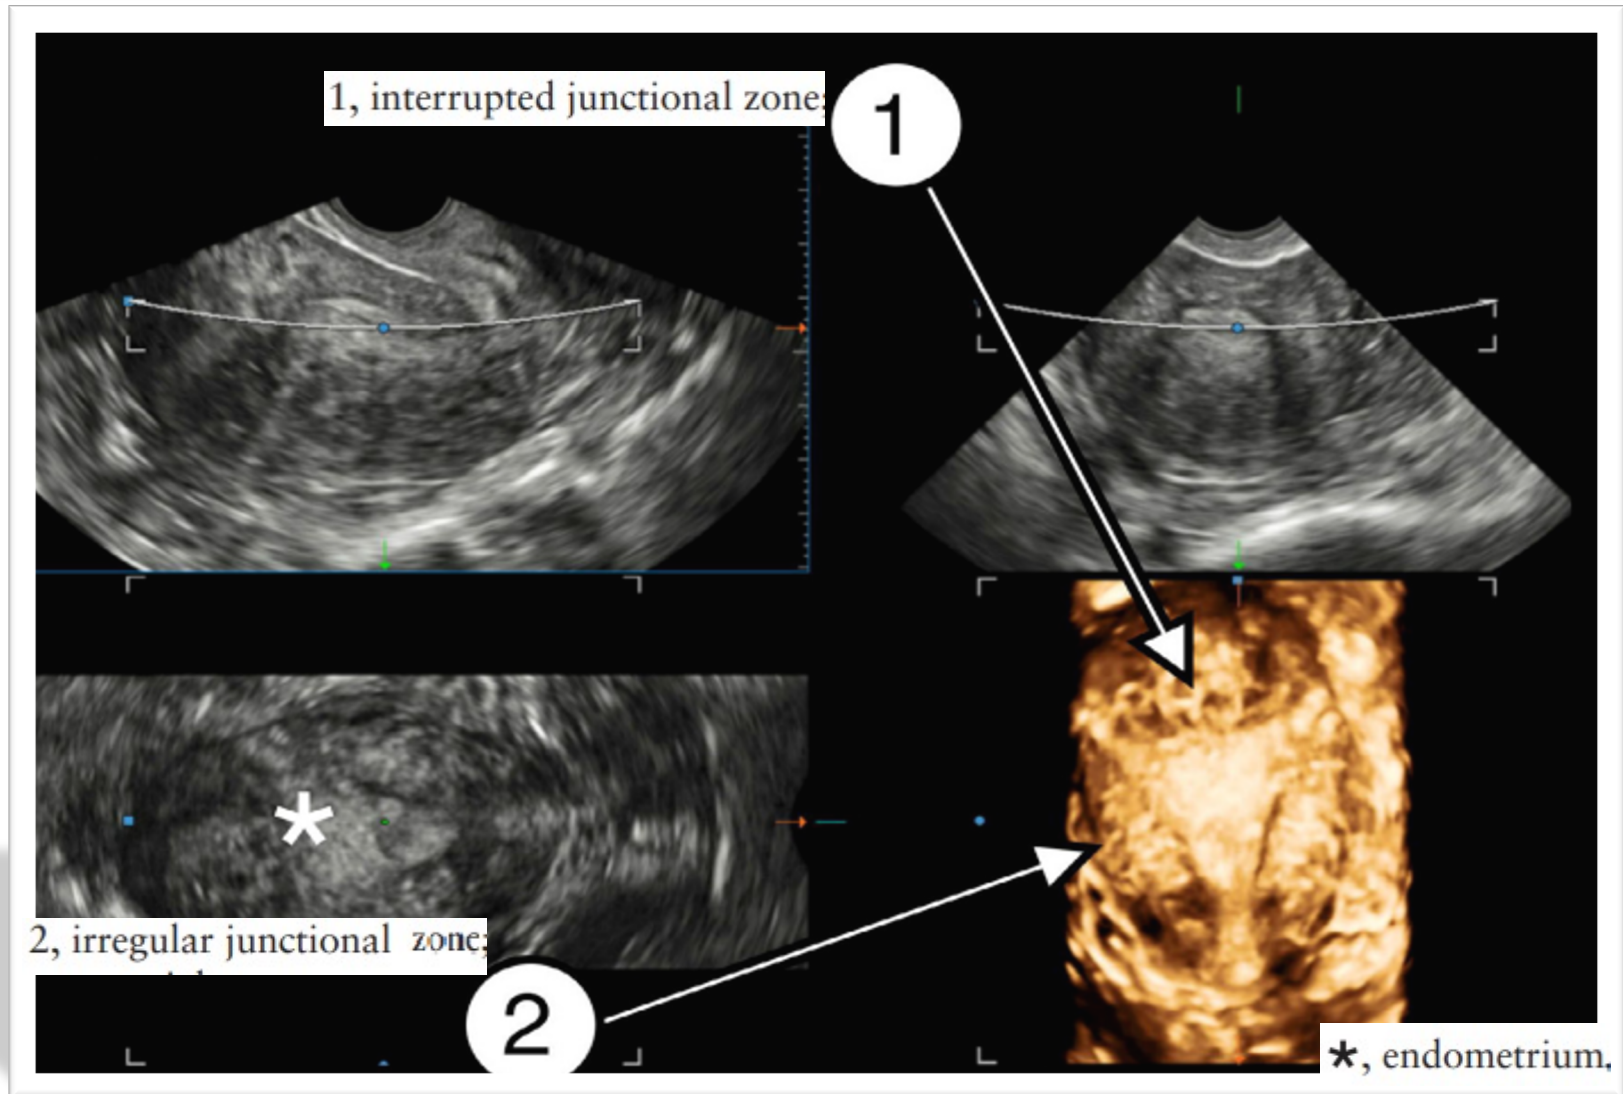 1, interrupted junctional zone;
1
*
2, irregular junctional zone;
2
*, endometrium.